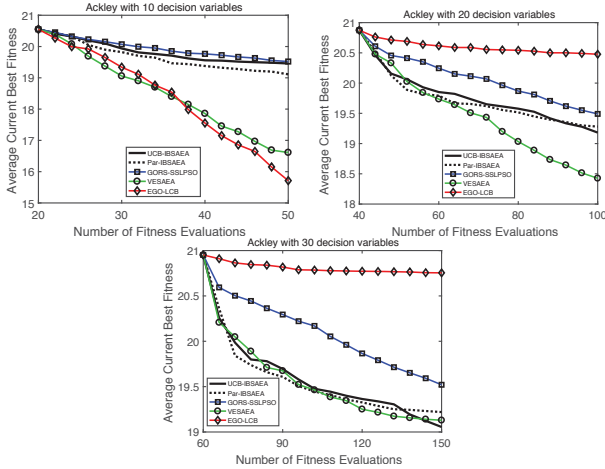 Ackley with 10 decision variables
Average Current Best Fitness
21
20
19
18
17
16
15
UCB-IBSAEA
Par-IBSAEA
GORS-SSLPSO
VESAEA
EGO-LCB
20 30 40 50
Number of Fitness Evaluations
Ackley with 20 decision variables
Average Current Best Fitness
21
20.5
20
19.5
19
18.5
18
UCB-IBSAEA
Par-IBSAEA
GORS-SSLPSO
VESAEA
EGO-LCB
40 60 80 100
Number of Fitness Evaluations
Ackley with 30 decision variables
Average Current Best Fitness
21
20.5
20
19.5
19
UCB-IBSAEA
Par-IBSAEA
GORS-SSLPSO
VESAEA
EGO-LCB
60 90 120 150
Number of Fitness Evaluations